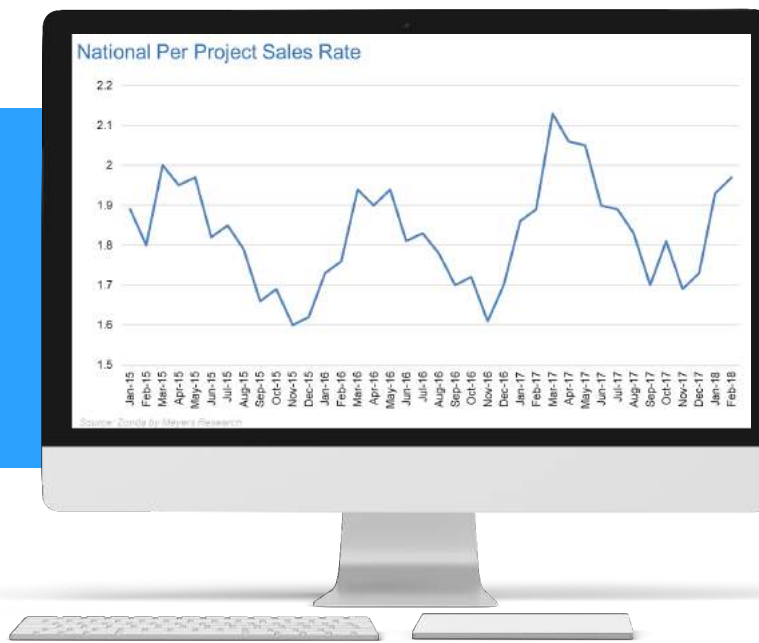 National Per Project Sales Rate
2.2
2.1
2
1.9
1.8
1.7
1.6
1.5
Jan-15
Feb-15
Mar-15
Apr-15
May-15
Jun-15
Jul-15
Aug-15
Sep-15
Oct-15
Nov-15
Dec-15
Jan-16
Feb-16
Mar-16
Apr-16
May-16
Jun-16
Jul-16
Aug-16
Sep-16
Oct-16
Nov-16
Dec-16
Jan-17
Feb-17
Mar-17
Apr-17
May-17
Jun-17
Jul-17
Aug-17
Sep-17
Oct-17
Nov-17
Dec-17
Jan-18
Feb-18
Source: Zonda by Meyers Research